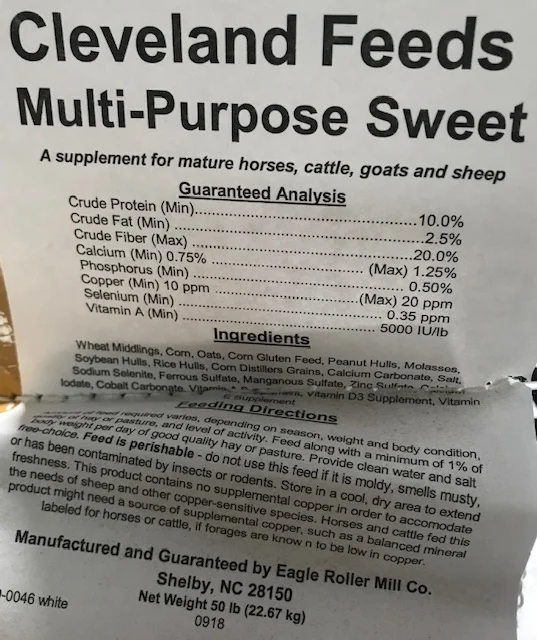 Cleveland Feeds
Multi-Purpose Sweet
A supplement for mature horses, cattle, goats and sheep
Guaranteed Analysis
Crude Protein (Min)..........10.0%
Crude Fat (Min) ..........2.5%
Crude Fiber (Max) ..........20.0%
Calcium (Min) 0.75% .......... (Max) 1.25%
Phosphorus (Min) .......... 0.50%
Copper (Min) 10 ppm ..........(Max) 20 ppm
Selenium (Min) .......... 0.35 ppm
Vitamin A (Min) .......... 5000 IU/lb
Ingredients
Wheat Middlings, Corn, Oats, Corn Gluten Feed, Peanut Hulls, Molasses,
Soybean Hulls, Rice Hulls, Corn Distillers Grains, Calcium Carbonate, Salt,
Sodium Selenite, Ferrous Sulfate, Manganous Sulfate, Zinc Sulfate,
Iodate, Cobalt Carbonate, Vitamin Vitamin D3 Supplement, Vitamin
E Supplement
Feeding Directions
of feed required varies, depending on season, weight and body condition,
quality of hay or pasture, and level of activity. Feed along with a minimum of 1% of
body weight per day of good quality hay or pasture. Provide clean water and salt
free-choice. Feed is perishable - do not use this feed if it is moldy, smells musty,
or has been contaminated by insects or rodents. Store in a cool, dry area to extend
freshness. This product contains no supplemental copper in order to accomodate
the needs of sheep and other copper-sensitive species. Horses and cattle fed this
product might need a source of supplemental copper, such as a balanced mineral
labeled for horses or cattle, if forages are known to be low in copper.
Manufactured and Guaranteed by Eagle Roller Mill Co.
Shelby, NC 28150
-0046 white
Net Weight 50 lb (22.67 kg)
0918